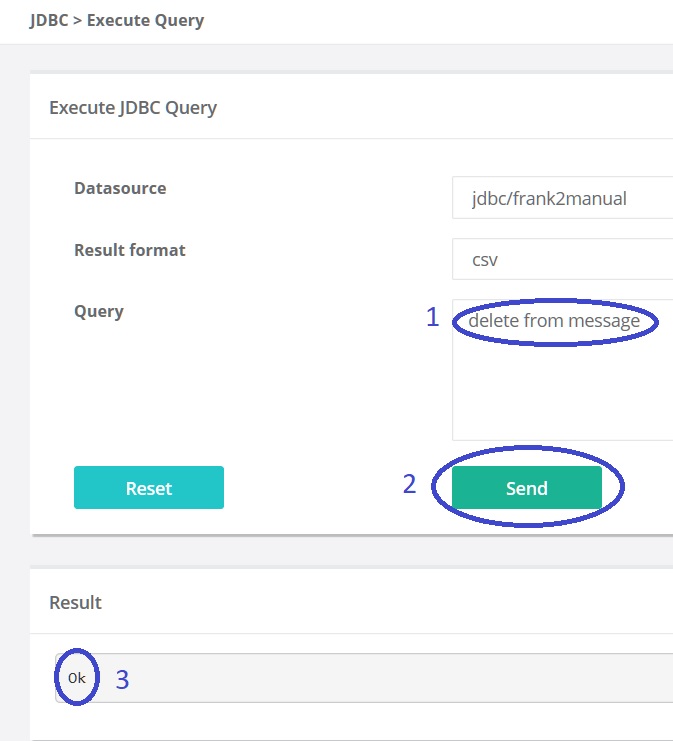 JDBC > Execute Query
Execute JDBC Query
Datasource
jdbc/frank2manual
Result format
csv
Query
1
delete from message
Reset
2
Send
Result
Ok
3